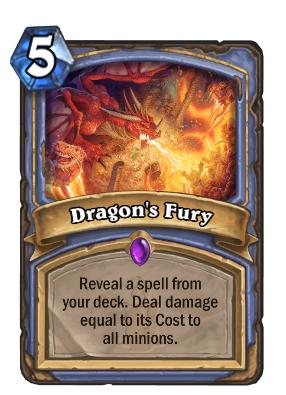 5
Dragon's Fury
Reveal a spell from
your deck. Deal damage
equal to its Cost to
all minions.